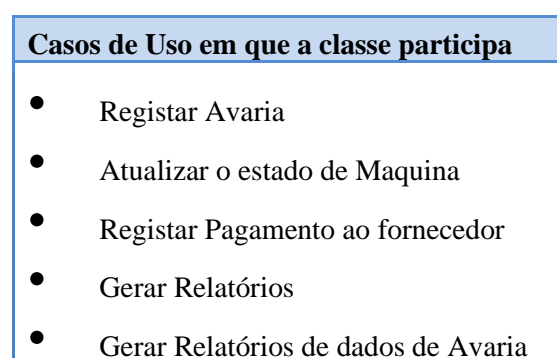 Casos de Uso em que a classe participa
• Registar Avaria
• Atualizar o estado de Maquina
• Registar Pagamento ao fornecedor
• Gerar Relatórios
• Gerar Relatórios de dados de Avaria